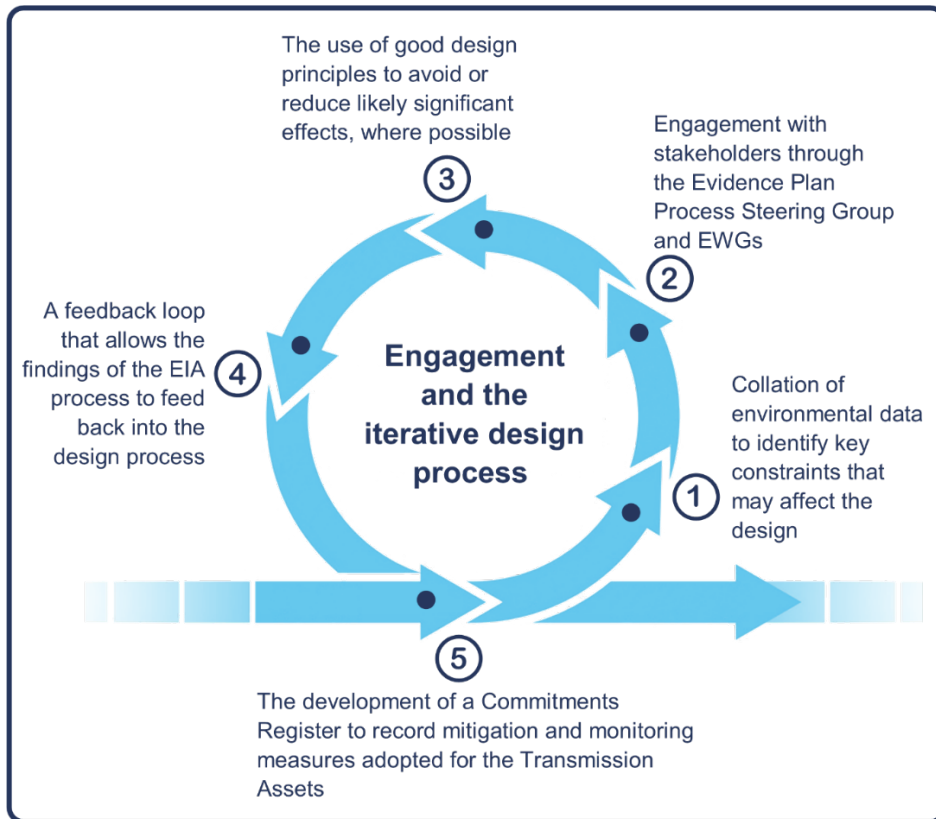 The use of good design
principles to avoid or
reduce likely significant
effects, where possible
3
Engagement with
stakeholders through
the Evidence Plan
Process Steering Group
and EWGs
2
A feedback loop
that allows the
findings of the EIA
process to feed
back into the
design process
4
Engagement
and the
iterative design
process
Collation of
environmental data
to identify key
constraints that
may affect the
design
1
5
The development of a Commitments
Register to record mitigation and monitoring
measures adopted for the Transmission
Assets